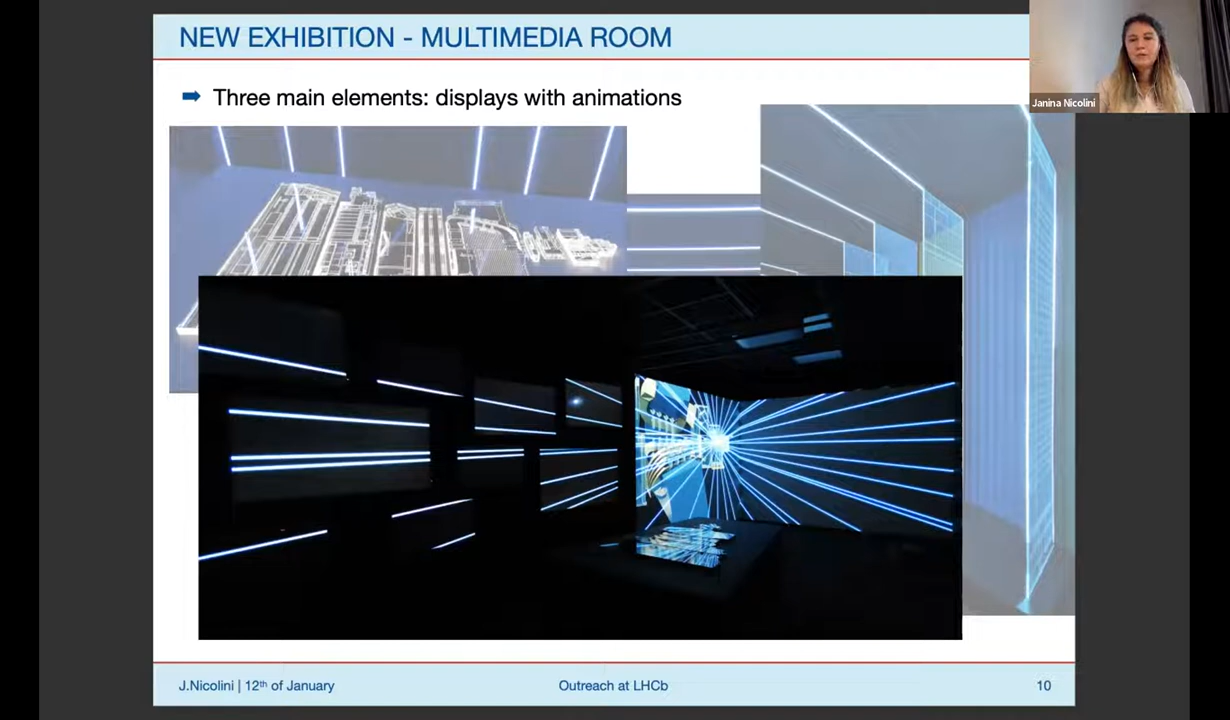 NEW EXHIBITION - MULTIMEDIA ROOM
Janina Nicolini
➡ Three main elements: displays with animations
J.Nicolini | 12th of January
Outreach at LHCb
10